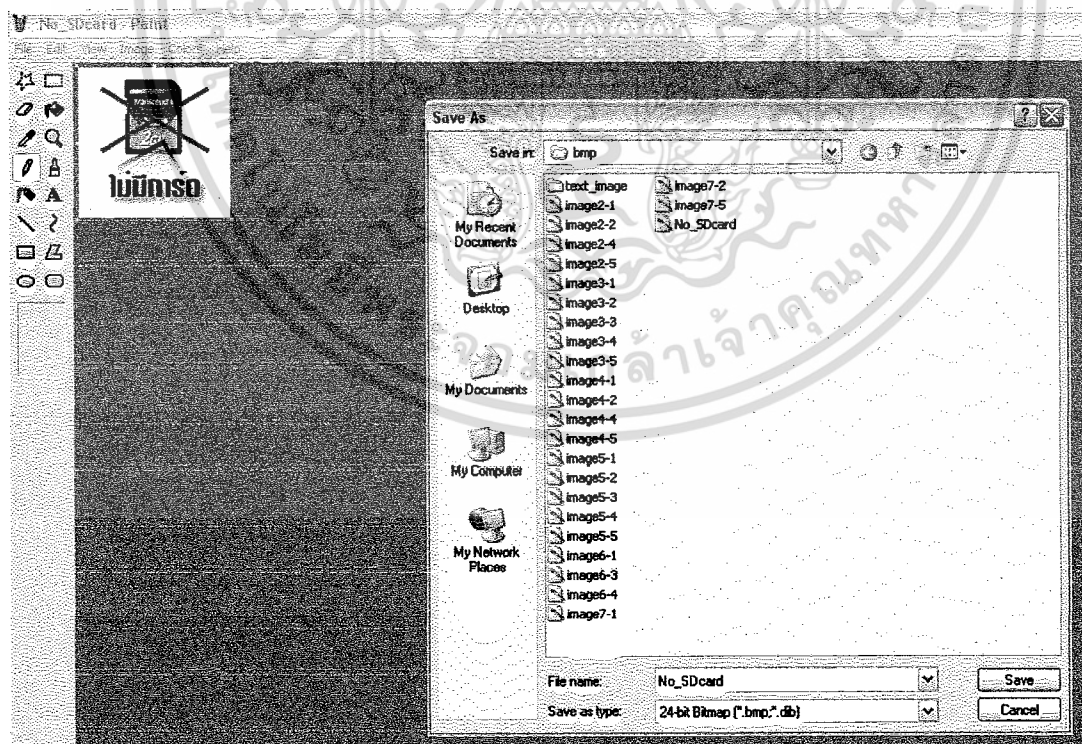 No_SDcard - Paint
File Edit View Image Colors Help
ไม่มีการ์ด
Save As
Save in: bmp
My Recent Documents
Desktop
My Documents
My Computer
My Network Places
text_image
image2-1
image2-2
image2-4
image2-5
image3-1
image3-2
image3-3
image3-4
image3-5
image4-1
image4-2
image4-4
image4-5
image5-1
image5-2
image5-3
image5-4
image5-5
image6-1
image6-3
image6-4
image7-1
image7-2
image7-5
No_SDcard
File name: No_SDcard
Save
Save as type: 24-bit Bitmap (*.bmp;*.dib)
Cancel